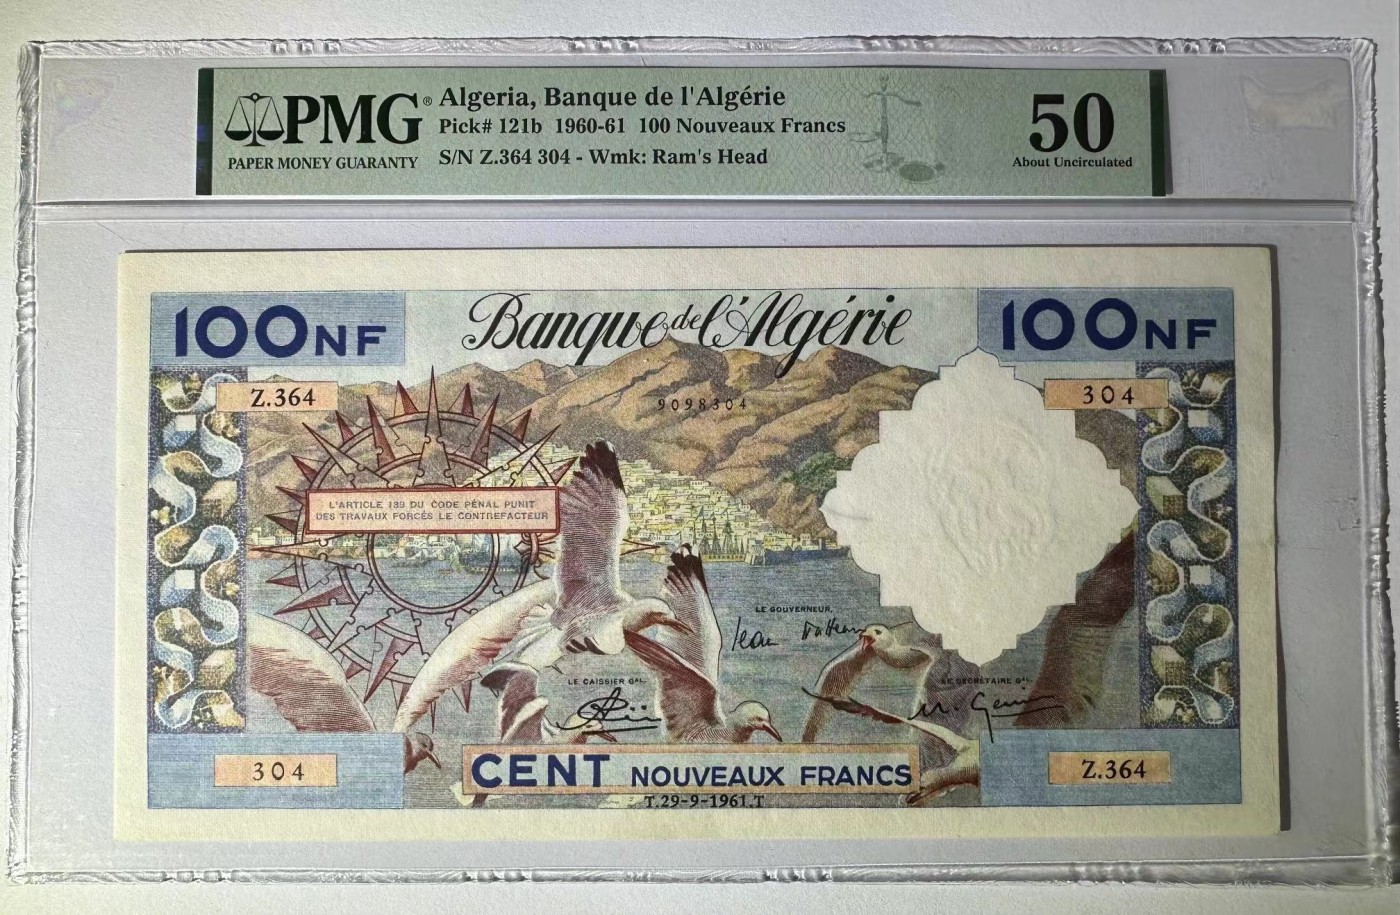 PMG® Algeria, Banque de l'Algérie
Pick# 121b 1960-61 100 Nouveaux Francs
PAPER MONEY GUARANTY S/N Z.364 304 - Wmk: Ram's Head
50
About Uncirculated
100NF Banque de l'Algérie 100NF
Z.364 304
9098304
L'ARTICLE 139 DU CODE PÉNAL PUNIT
DES TRAVAUX FORCÉS LE CONTREFACTEUR
LE GOUVERNEUR,
LE CAISSIER GAL. LE SECRÉTAIRE GAL.
304 CENT NOUVEAUX FRANCS Z.364
T.29-9-1961.T